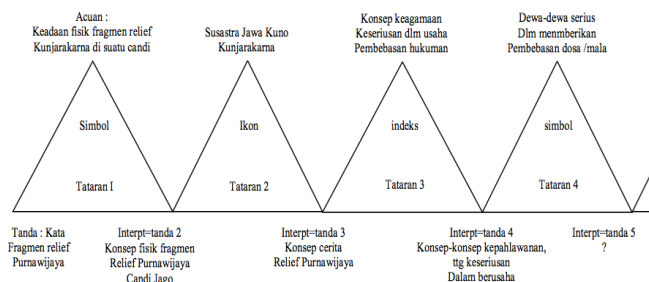 Acuan :
Keadaan fisik fragmen relief
Kunjarakarna di suatu candi
Susastra Jawa Kuno
Kunjarakarna
Konsep keagamaan
Keseriusan dlm usaha
Pembebasan hukuman
Dewa-dewa serius
Dlm menmberikan
Pembebasan dosa /mala
Simbol
Ikon
indeks
simbol
Tataran I
Tataran 2
Tataran 3
Tataran 4
Tanda : Kata
Fragmen relief
Purnawijaya
Interpt=tanda 2
Konsep fisik fragmen
Relief Purnawijaya
Candi Jago
Interpt=tanda 3
Konsep cerita
Relief Purnawijaya
Interpt=tanda 4
Konsep-konsep kepahlawanan,
ttg keseriusan
Dalam berusaha
Interpt=tanda 5
?